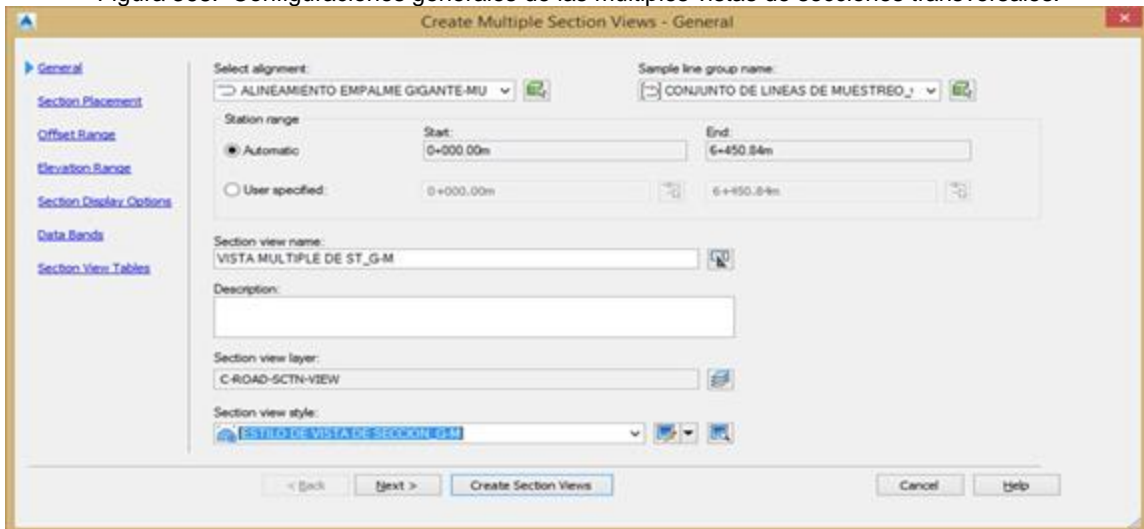 Create Multiple Section Views - General
General
Section Placement
Offset Range
Elevation Range
Section Display Options
Data Bands
Section View Tables
Select alignment:
ALINEAMIENTO EMPALME GIGANTE-MU
Sample line group name:
CONJUNTO DE LINEAS DE MUESTREO_
Station range
Start:
End:
Automatic
0+000.00m
6+450.84m
User specified:
0+000.00m
6+450.84m
Section view name:
VISTA MULTIPLE DE ST_G-M
Description:
Section view layer:
C-ROAD-SCTN-VIEW
Section view style:
ESTILO DE VISTA DE SECCION_G-M
< Back
Next >
Create Section Views
Cancel
Help